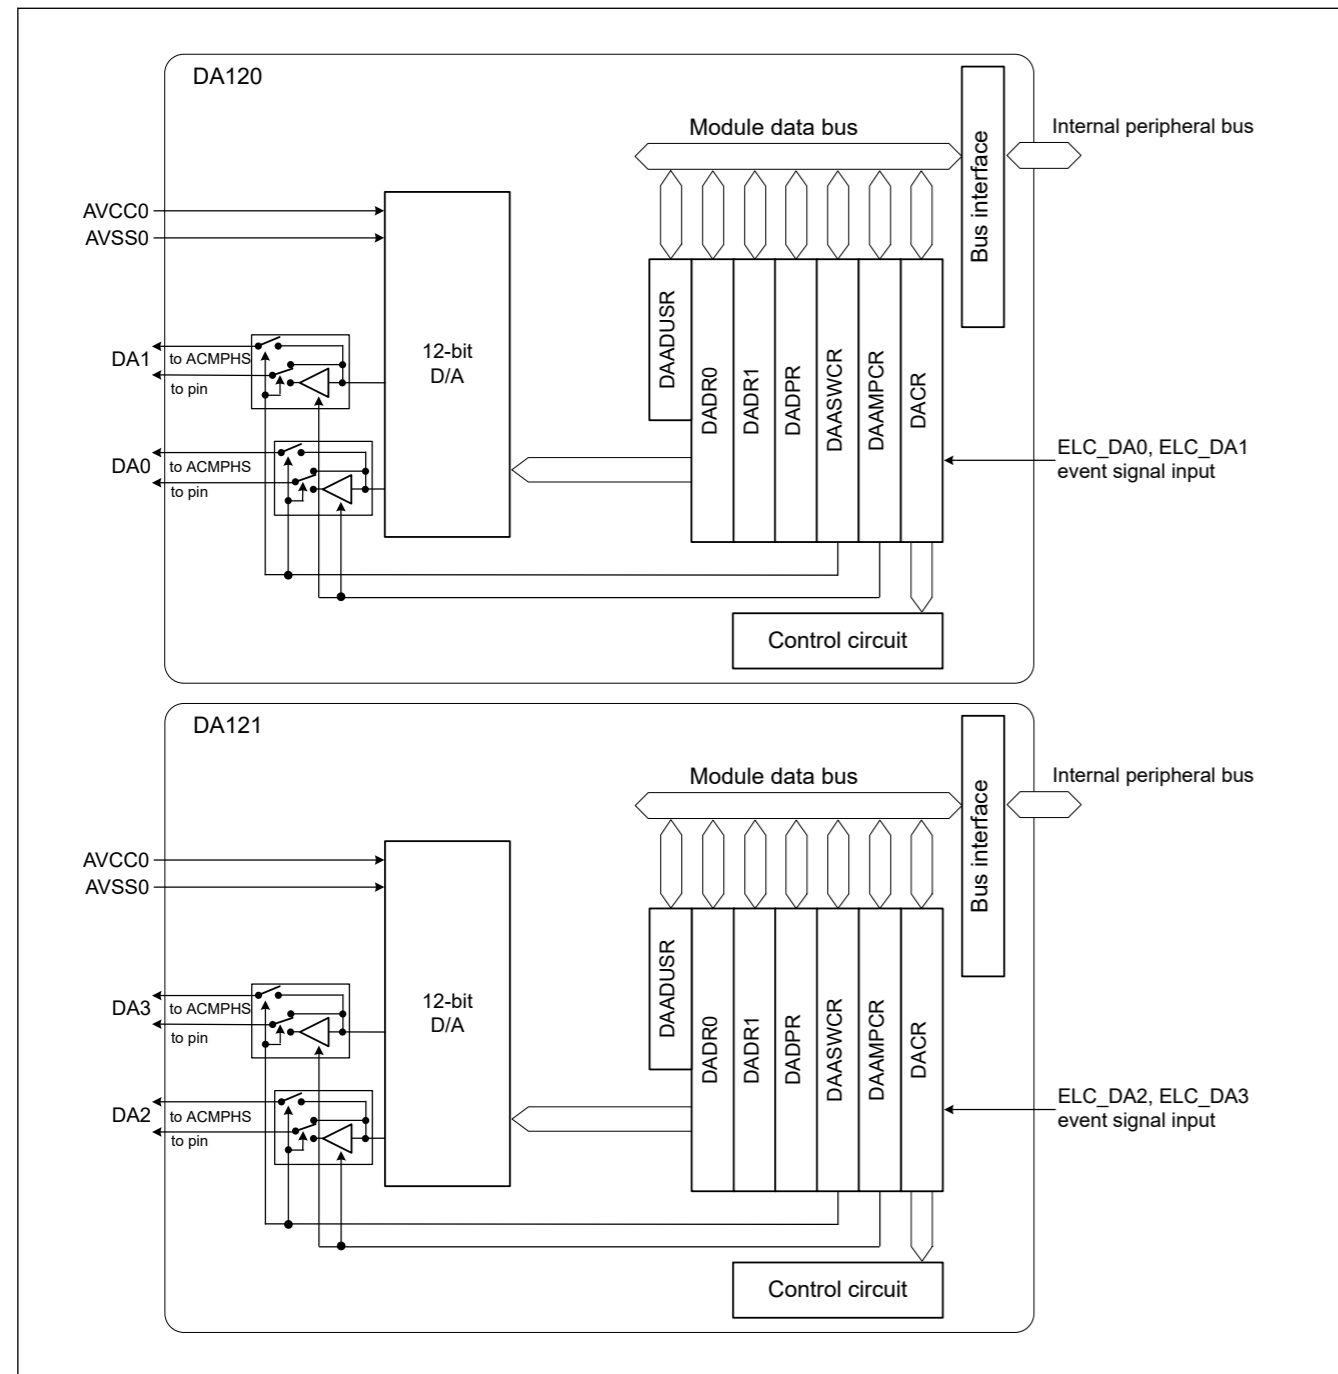 DA120
Module data bus
Internal peripheral bus
Bus interface
AVCC0
AVSS0
12-bit
D/A
DA1
to ACMPHS
to pin
DA0
to ACMPHS
to pin
DAADUSR
DADR0
DADR1
DADPR
DAASWCR
DAAMPCR
DACR
ELC_DA0, ELC_DA1
event signal input
Control circuit
DA121
Module data bus
Internal peripheral bus
Bus interface
AVCC0
AVSS0
12-bit
D/A
DA3
to ACMPHS
to pin
DA2
to ACMPHS
to pin
DAADUSR
DADR0
DADR1
DADPR
DAASWCR
DAAMPCR
DACR
ELC_DA2, ELC_DA3
event signal input
Control circuit